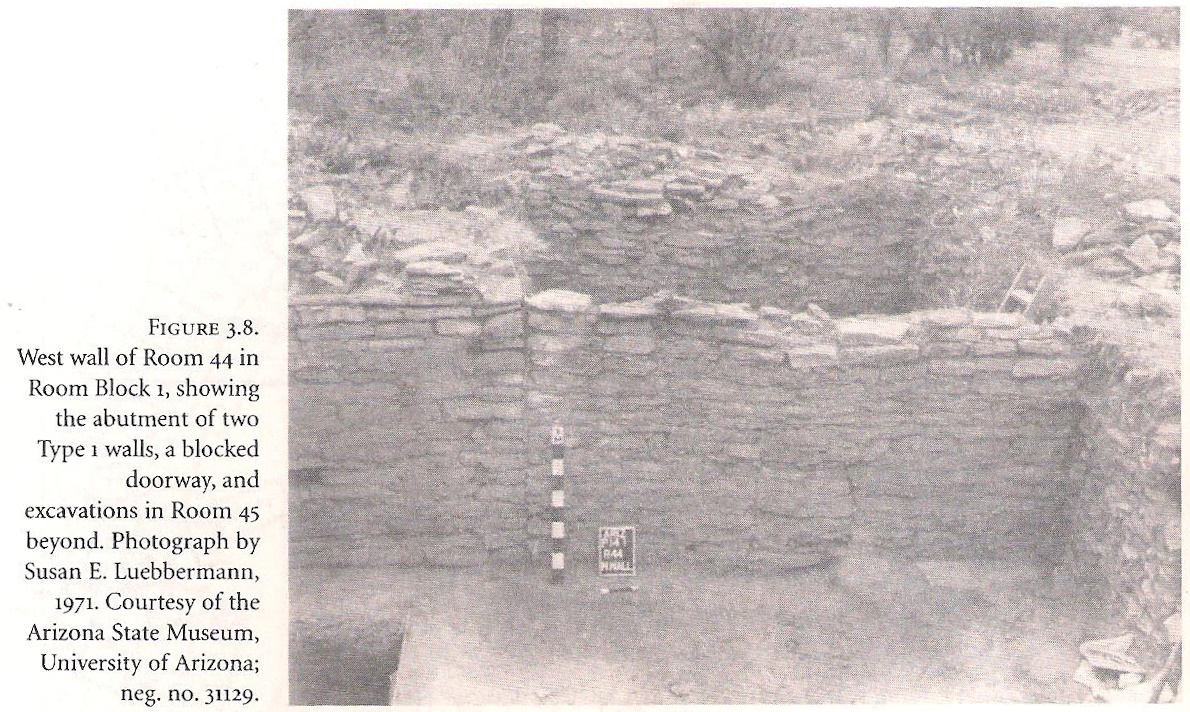 FIGURE 3.8.
West wall of Room 44 in
Room Block 1, showing
the abutment of two
Type 1 walls, a blocked
doorway, and
excavations in Room 45
beyond. Photograph by
Susan E. Luebbermann,
1971. Courtesy of the
Arizona State Museum,
University of Arizona;
neg. no. 31129.
R44
WALL